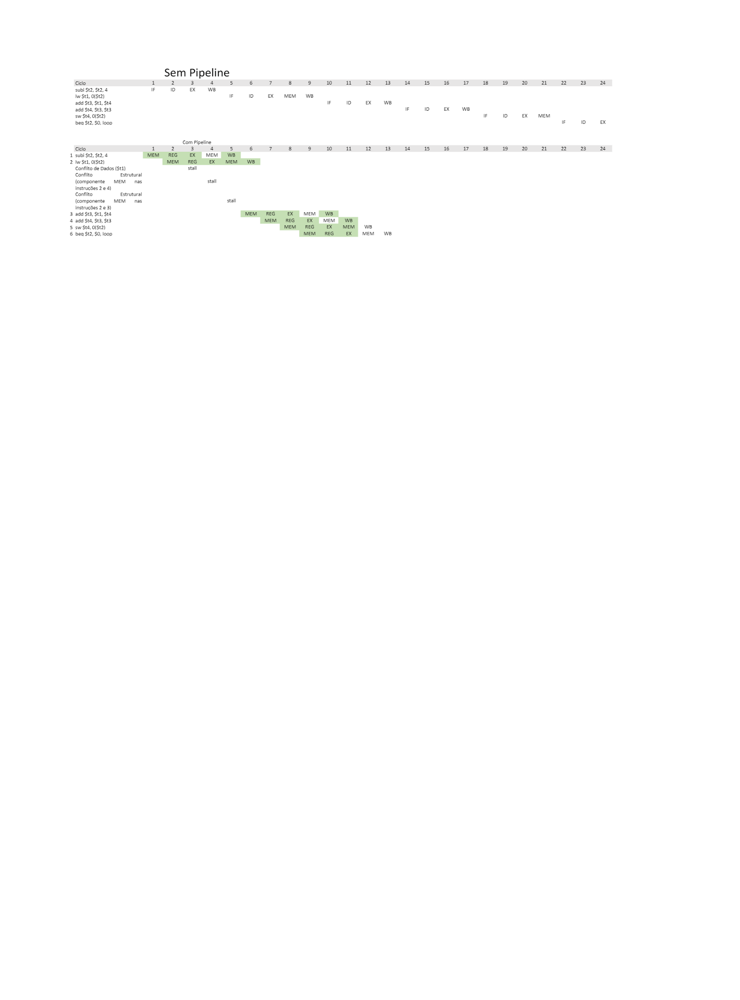 Sem Pipeline
Ciclo 1 2 3 4 5 6 7 8 9 10 11 12 13 14 15 16 17 18 19 20 21 22 23 24
subi $t2, $t2, 4 IF ID EX WB
lw $t1, 0($t2) IF ID EX MEM WB
add $t3, $t1, $t4 IF ID EX WB
add $t4, $t3, $t3 IF ID EX WB
sw $t4, 0($t2) IF ID EX MEM
beq $t2, $0, loop IF ID EX
Com Pipeline
Ciclo 1 2 3 4 5 6 7 8 9 10 11 12 13 14 15 16 17 18 19 20 21 22 23 24
1 subi $t2, $t2, 4 MEM REG EX MEM WB
2 lw $t1, 0($t2) MEM REG EX MEM WB
Conflito de Dados ($t1) stall
Conflito Estrutural
(componente MEM nas stall
instruções 2 e 4)
Conflito Estrutural
(componente MEM nas stall
instruções 2 e 3)
3 add $t3, $t1, $t4 MEM REG EX MEM WB
4 add $t4, $t3, $t3 MEM REG EX MEM WB
5 sw $t4, 0($t2) MEM REG EX MEM WB
6 beq $t2, $0, loop MEM REG EX MEM WB